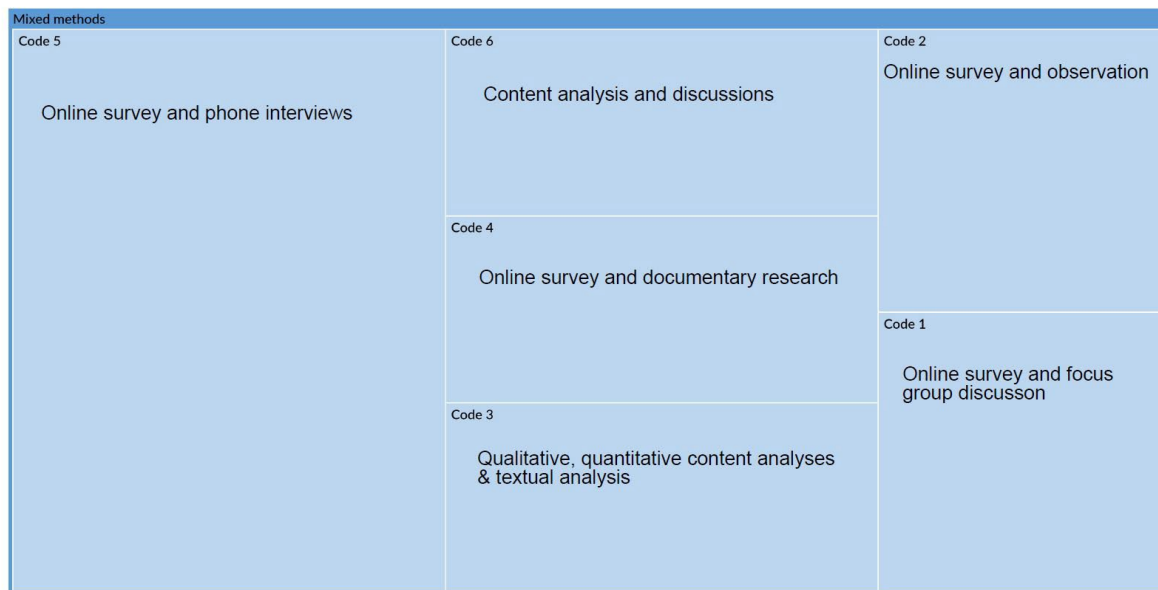 Mixed methods
Code 5
Online survey and phone interviews
Code 6
Content analysis and discussions
Code 4
Online survey and documentary research
Code 3
Qualitative, quantitative content analyses
& textual analysis
Code 2
Online survey and observation
Code 1
Online survey and focus
group discusson